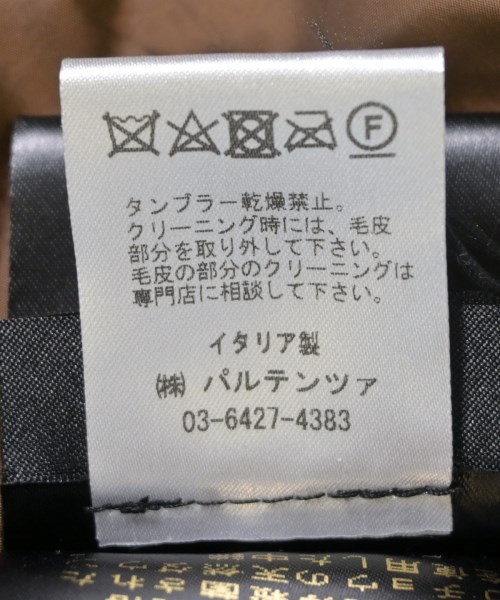 F
タンブラー乾燥禁止。
クリーニング時には、毛皮
部分を取り外して下さい。
毛皮の部分のクリーニングは
専門店に相談して下さい。
イタリア製
㈱ パルテンツァ
03-6427-4383